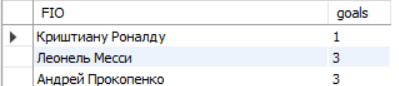 FIO goals
Криштиану Роналду 1
Леонель Месси 3
Андрей Прокопенко 3